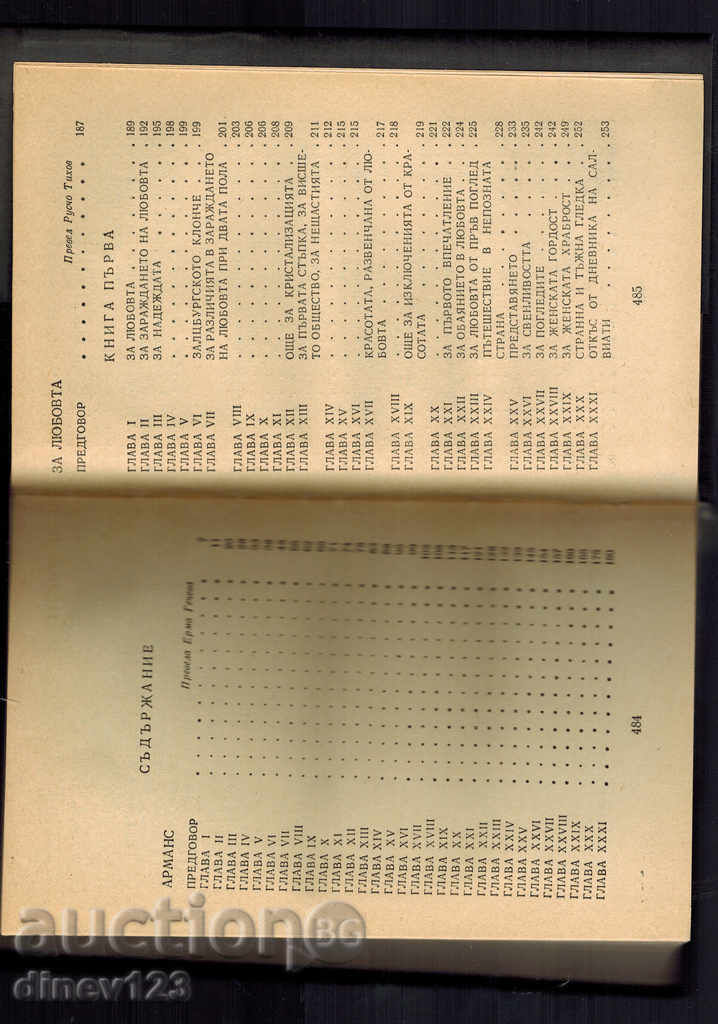 СЪДЪРЖАНИЕ
АРМАНС
Превела Ерма Гечева
ПРЕДГОВОР
ГЛАВА I
ГЛАВА II
ГЛАВА III
ГЛАВА IV
ГЛАВА V
ГЛАВА VI
ГЛАВА VII
ГЛАВА VIII
ГЛАВА IX
ГЛАВА X
ГЛАВА XI
ГЛАВА XII
ГЛАВА XIII
ГЛАВА XIV
ГЛАВА XV
ГЛАВА XVI
ГЛАВА XVII
ГЛАВА XVIII
ГЛАВА XIX
ГЛАВА XX
ГЛАВА XXI
ГЛАВА XXII
ГЛАВА XXIII
ГЛАВА XXIV
ГЛАВА XXV
ГЛАВА XXVI
ГЛАВА XXVII
ГЛАВА XXVIII
ГЛАВА XXIX
ГЛАВА XXX
ГЛАВА XXXI
484
ЗА ЛЮБОВТА
Превел Русчо Тихов
ПРЕДГОВОР . . . . . . . . 187
КНИГА ПЪРВА
ГЛАВА I ЗА ЛЮБОВТА . . . . . 189
ГЛАВА II ЗА ЗАРАЖДАНЕТО НА ЛЮБОВТА . 192
ГЛАВА III ЗА НАДЕЖДАТА . . . . 195
ГЛАВА IV . . . . . . . . 198
ГЛАВА V . . . . . . . . 199
ГЛАВА VI ЗАЛЦБУРГСКОТО КЛОНЧЕ . . 199
ГЛАВА VII ЗА РАЗЛИЧИЯТА В ЗАРАЖДАНЕТО
НА ЛЮБОВТА ПРИ ДВАТА ПОЛА . 201
ГЛАВА VIII . . . . . . . . 203
ГЛАВА IX . . . . . . . . 206
ГЛАВА X . . . . . . . . 206
ГЛАВА XI . . . . . . . . 208
ГЛАВА XII ОЩЕ ЗА КРИСТАЛИЗАЦИЯТА . . 209
ГЛАВА XIII ЗА ПЪРВАТА СТЪПКА, ЗА ВИСШЕ-
ТО ОБЩЕСТВО, ЗА НЕЩАСТИЯТА . 211
ГЛАВА XIV . . . . . . . . 212
ГЛАВА XV . . . . . . . . 215
ГЛАВА XVI . . . . . . . . 215
ГЛАВА XVII КРАСОТАТА, РАЗВЕНЧАНА ОТ ЛЮ-
БОВТА . . . . . . . . 217
ГЛАВА XVIII . . . . . . . . 218
ГЛАВА XIX ОЩЕ ЗА ИЗКЛЮЧЕНИЯТА ОТ КРА-
СОТАТА . . . . . . . . 219
ГЛАВА XX . . . . . . . . 221
ГЛАВА XXI ЗА ПЪРВОТО ВПЕЧАТЛЕНИЕ . . 222
ГЛАВА XXII ЗА ОБАЯНИЕТО В ЛЮБОВТА . . 224
ГЛАВА XXIII ЗА ЛЮБОВТА ОТ ПРЪВ ПОГЛЕД . 225
ГЛАВА XXIV ПЪТЕШЕСТВИЕ В НЕПОЗНАТА
СТРАНА . . . . . . . . 228
ГЛАВА XXV ПРЕДСТАВЯНЕТО . . . . 233
ГЛАВА XXVI ЗА СВЕНЛИВОСТТА . . . . 235
ГЛАВА XXVII ЗА ПОГЛЕДИТЕ . . . . . 242
ГЛАВА XXVIII ЗА ЖЕНСКАТА ГОРДОСТ . . . 242
ГЛАВА XXIX ЗА ЖЕНСКАТА ХРАБРОСТ . . . 249
ГЛАВА XXX СТРАННА И ТЪЖНА ГЛЕДКА . . 252
ГЛАВА XXXI ОТКЪС ОТ ДНЕВНИКА НА САЛ-
ВИАТИ . . . . . . . . 253
485
auctionBG
dinev123